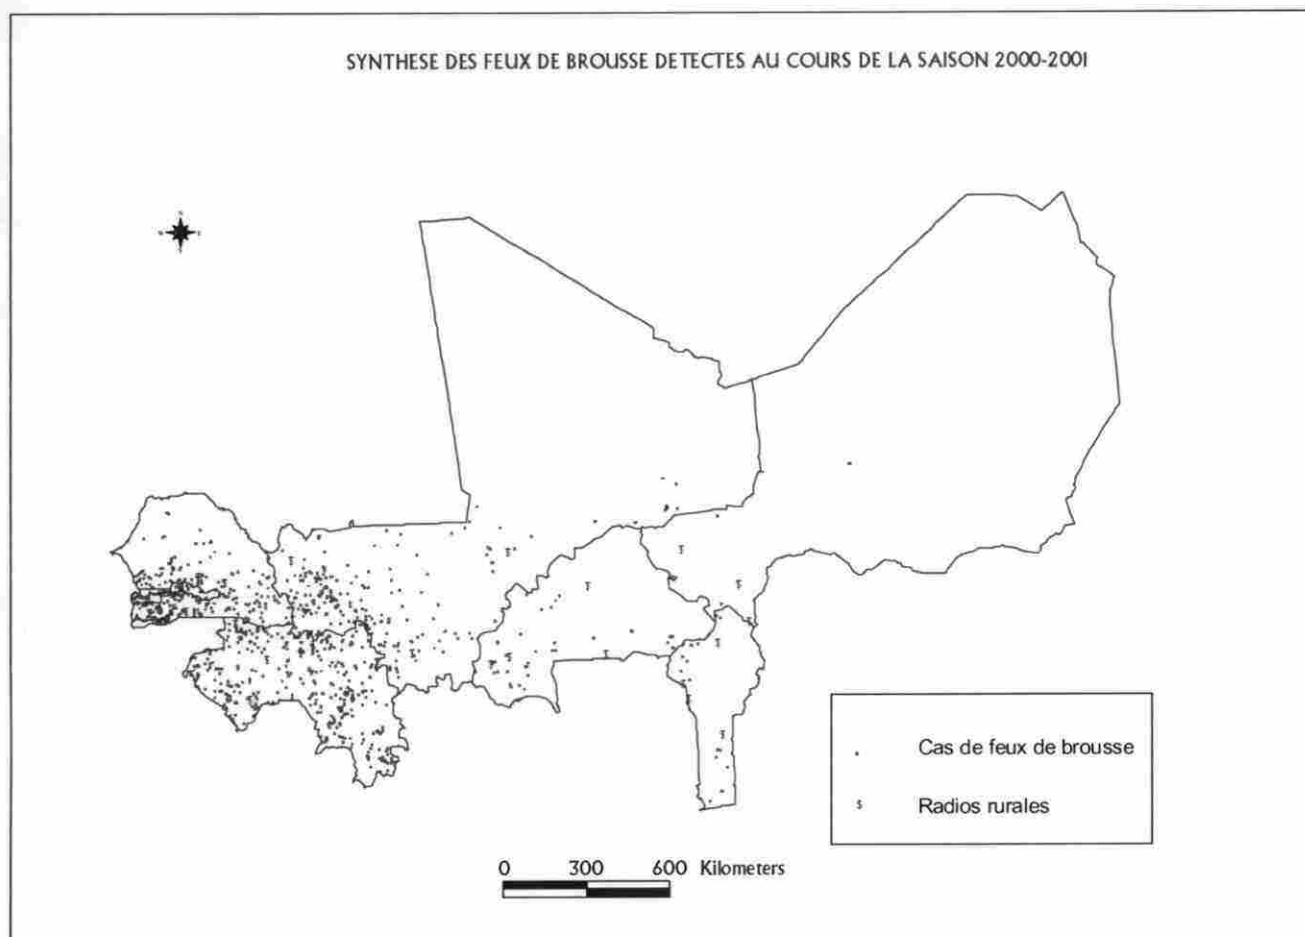 SYNTHESE DES FEUX DE BROUSSE DETECTES AU COURS DE LA SAISON 2000-2001
N
S
Cas de feux de brousse
$ Radios rurales
0 300 600 Kilometers